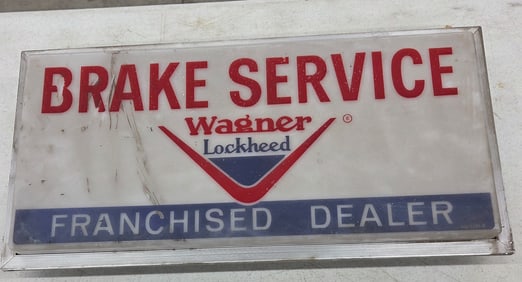 BRAKE SERVICE
Wagner ®
Lockheed
FRANCHISED DEALER